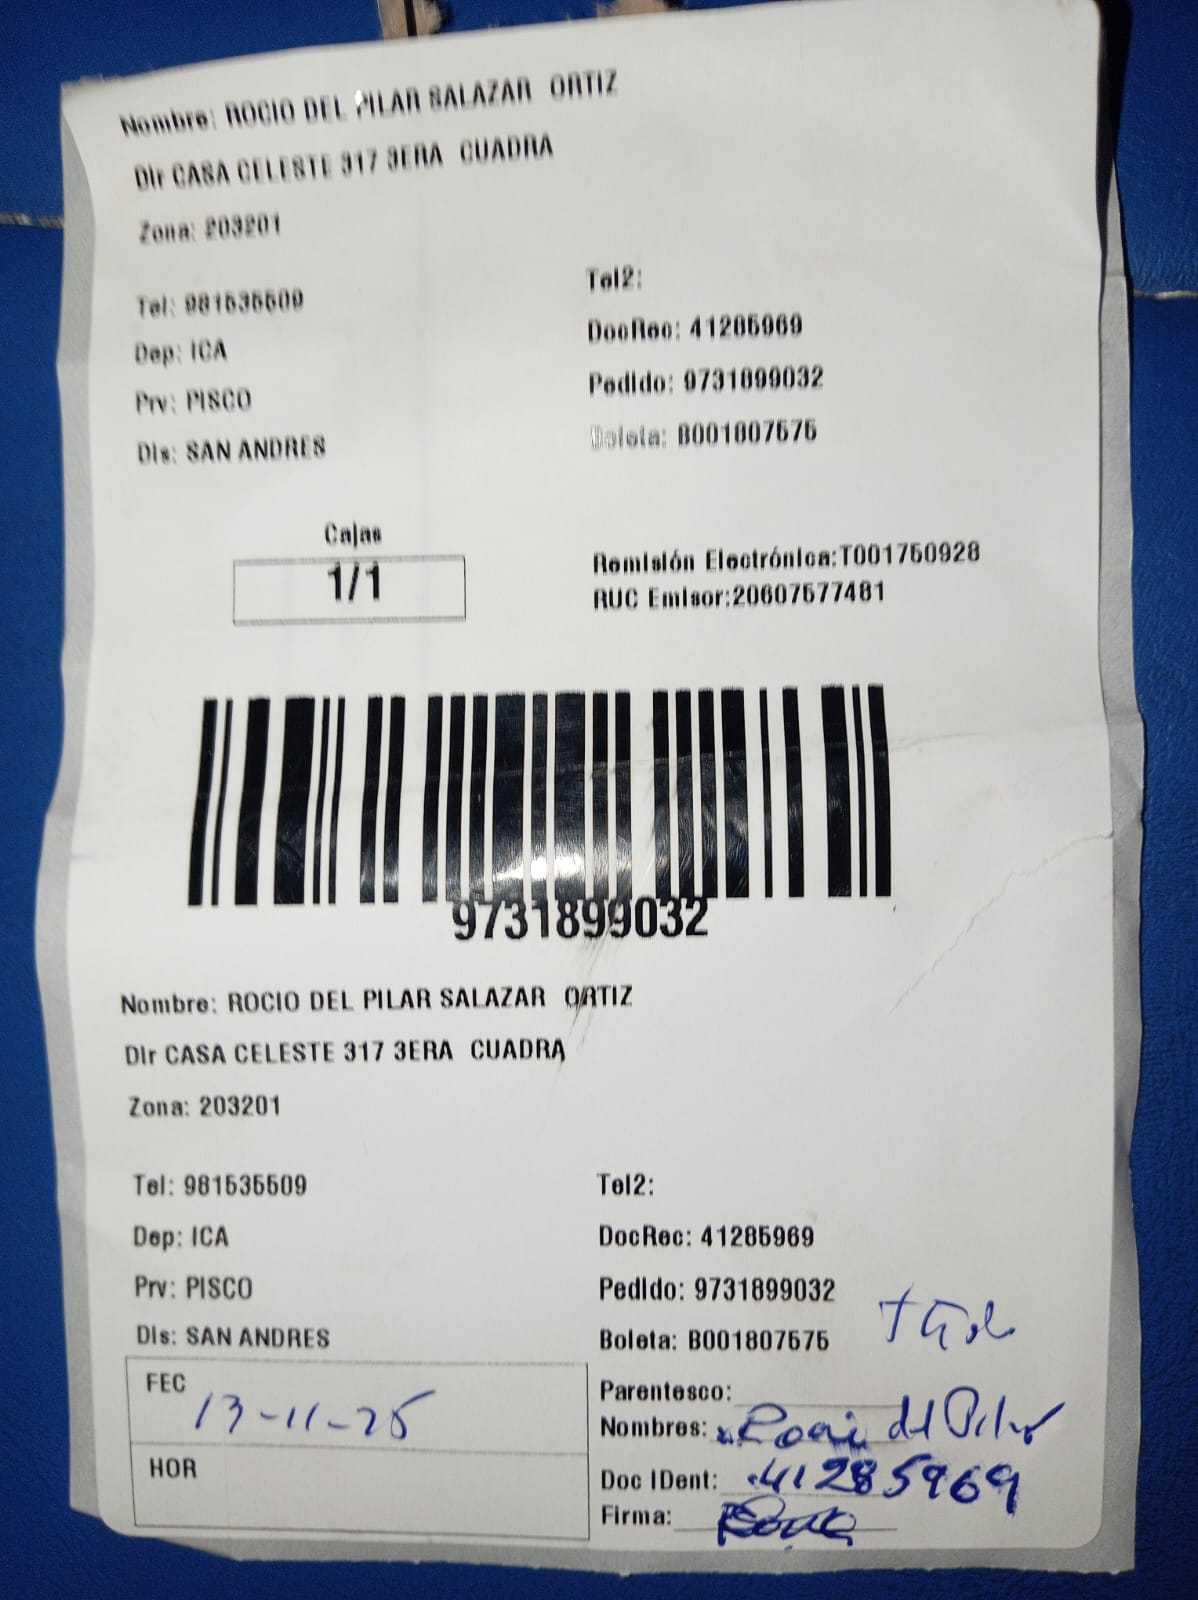 Nombre: ROCIO DEL PILAR SALAZAR ORTIZ
Dir CASA CELESTE 317 3ERA CUADRA
Zona: 203201
Tel: 981535509
Tel2:
Dep: ICA
DocRec: 41285969
Prv: PISCO
Pedido: 9731899032
Dis: SAN ANDRES
Boleta: B001807575
Cajas
1/1
Remisión Electrónica:T001750928
RUC Emisor:20607577481
9731899032
Nombre: ROCIO DEL PILAR SALAZAR ORTIZ
Dir CASA CELESTE 317 3ERA CUADRA
Zona: 203201
Tel: 981535509
Tel2:
Dep: ICA
DocRec: 41285969
Prv: PISCO
Pedido: 9731899032
Dis: SAN ANDRES
Boleta: B001807575
FEC
13-11-25
HOR
Parentesco:
Nombres: Rocio del Pilar
Doc IDent: 41285969
Firma: